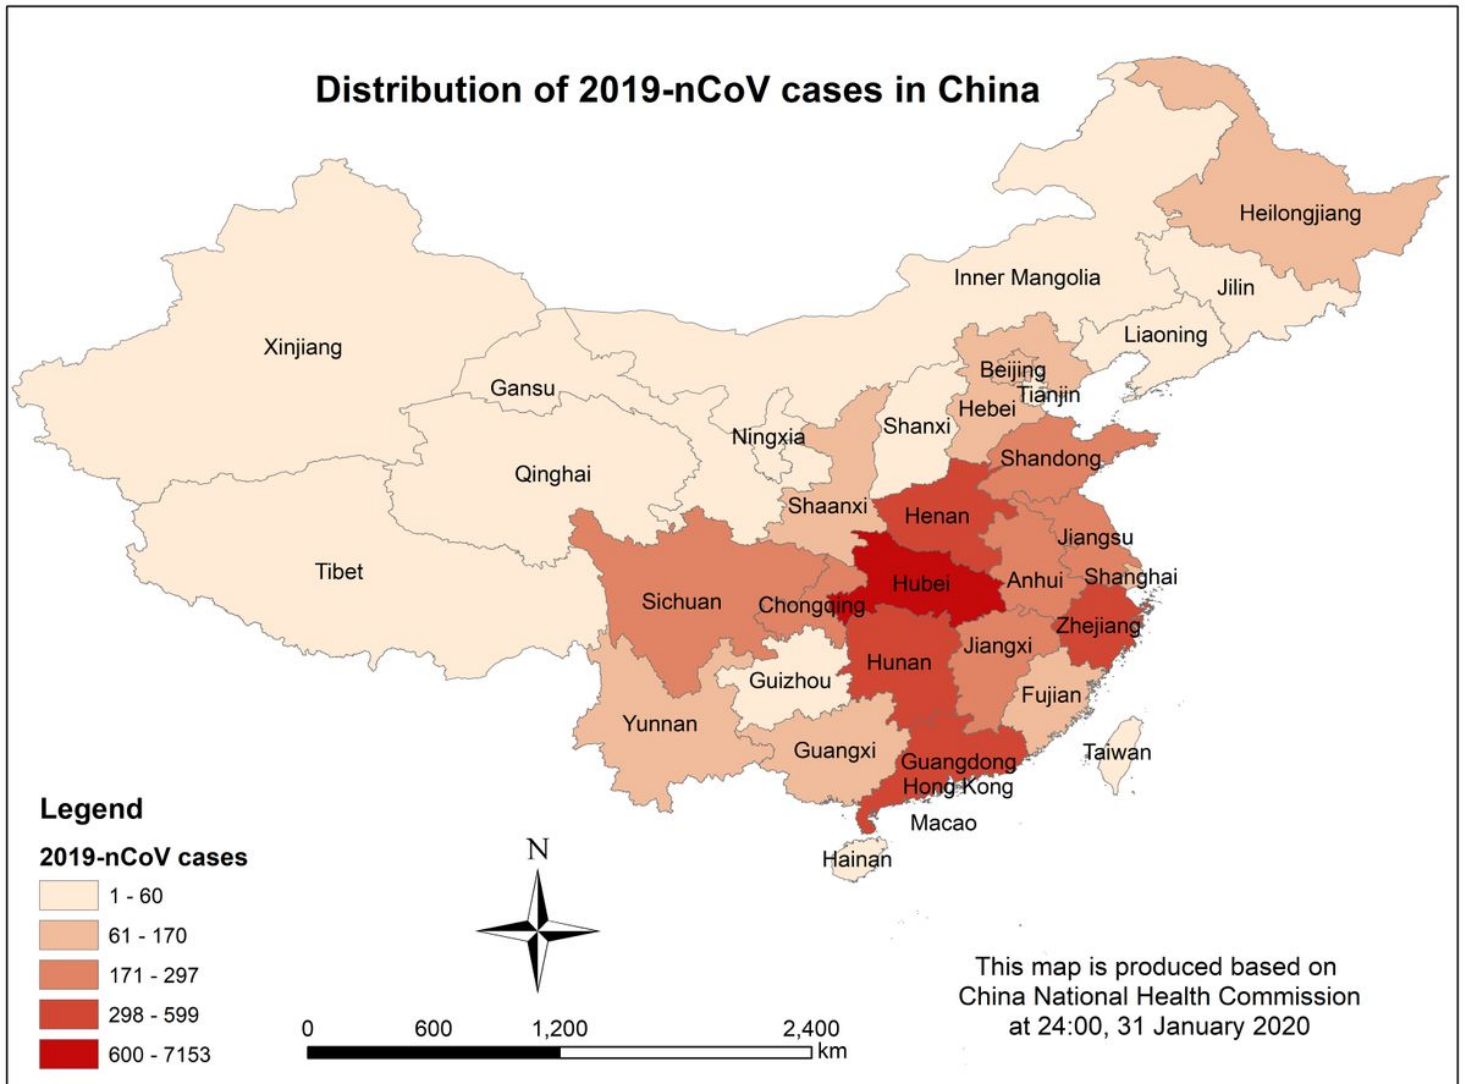 Distribution of 2019-nCoV cases in China
Heilongjiang
Inner Mangolia
Jilin
Liaoning
Xinjiang
Beijing
Gansu
Tianjin
Hebei
Shanxi
Ningxia
Shandong
Qinghai
Shaanxi
Henan
Jiangsu
Tibet
Shanghai
Anhui
Hubei
Sichuan
Chongqing
Zhejiang
Jiangxi
Hunan
Guizhou
Fujian
Yunnan
Guangxi
Taiwan
Guangdong
Hong Kong
Macao
Hainan
Legend
2019-nCoV cases
1 - 60
61 - 170
171 - 297
298 - 599
600 - 7153
N
0 600 1,200 2,400
km
This map is produced based on
China National Health Commission
at 24:00, 31 January 2020